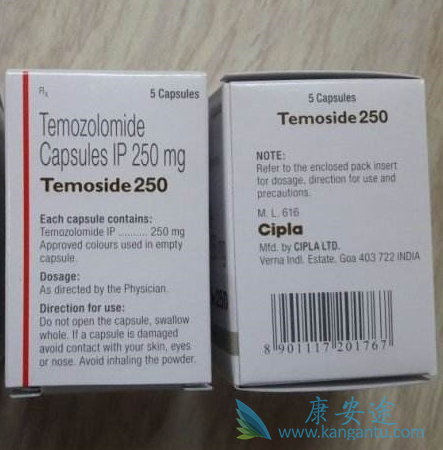 Rx
5 Capsules
Temozolomide
Capsules IP 250 mg
Temoside 250
Each capsule contains:
Temozolomide IP .......... 250 mg
Approved colours used in empty
capsule.
Dosage:
As directed by the Physician.
Direction for use:
Do not open the capsule, swallow
whole. If a capsule is damaged
avoid contact with your skin, eyes
or nose. Avoid inhaling the powder.
5 Capsules
Temoside 250
NOTE:
Refer to the enclosed pack insert
for dosage, direction for use and
precautions.
M. L. 616
Cipla
Mfd. by CIPLA LTD.
Verna Indl. Estate, Goa 403 722 INDIA
8 901117 201767
康安途
www.kangantu.com